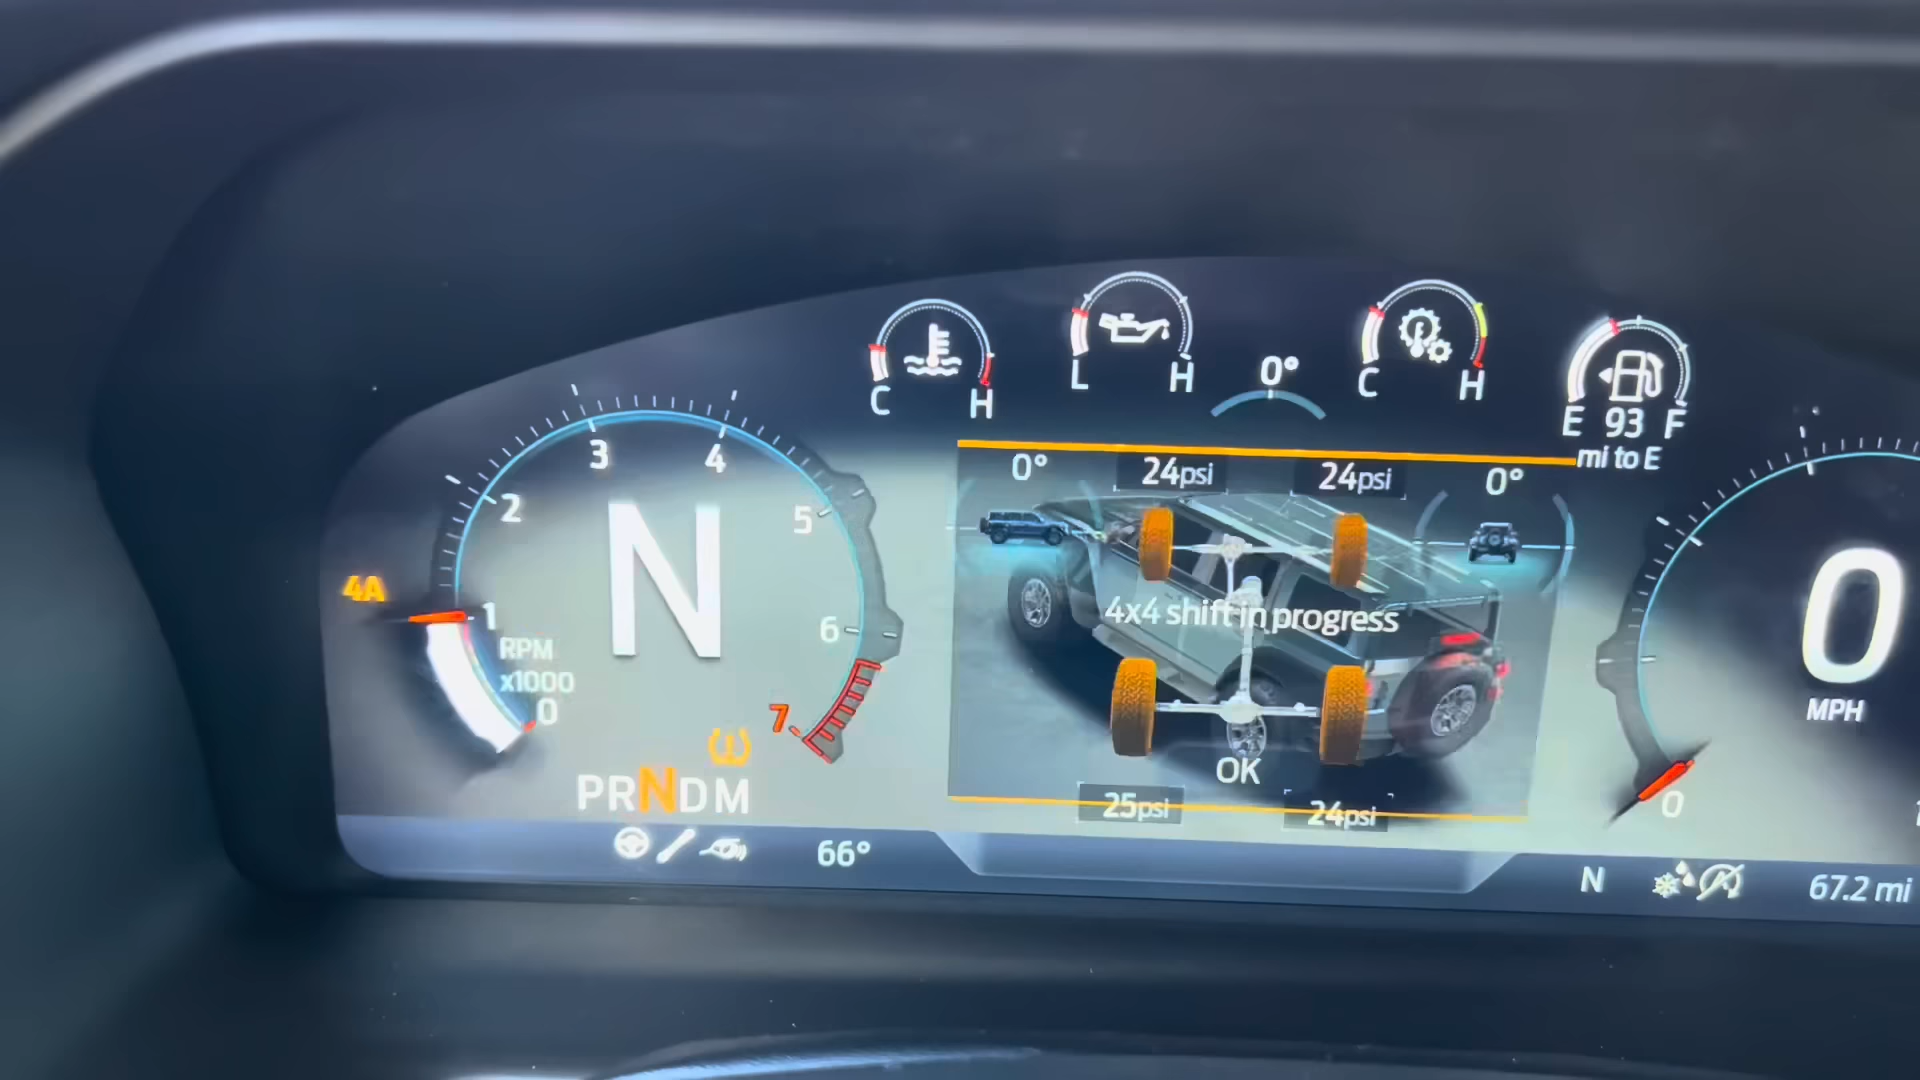 C H
L H
0°
C H
E 93 F
mi to E
0° 24psi 24psi 0°
3 4
2 5
N
4A
1 6
RPM
x1000
0
7
4x4 shift in progress
0
MPH
OK
PRNDM
25psi 24psi
0
66°
N
67.2 mi